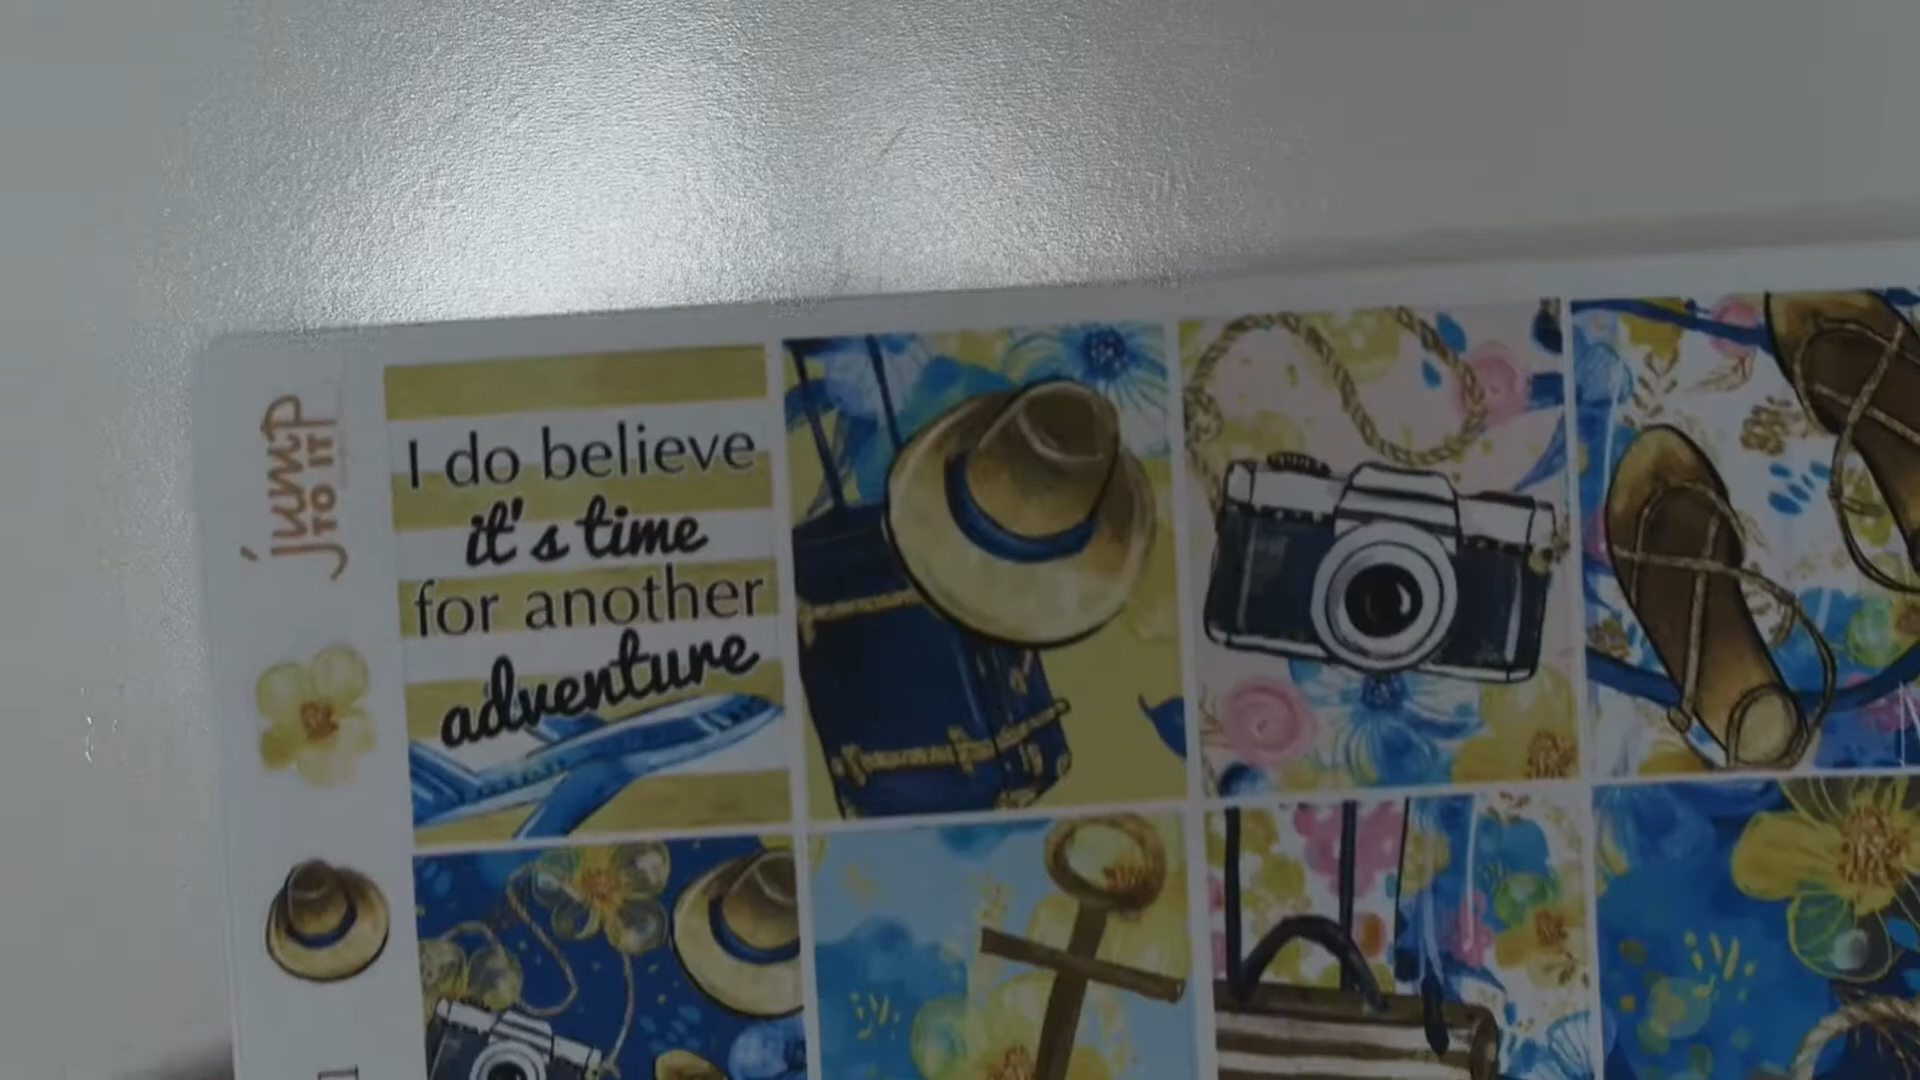 jump
TO IT
I do believe
it's time
for another
adventure